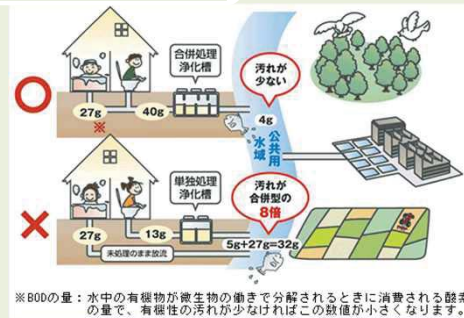 合併処理
浄化槽
汚れが
少ない
27g
※
40g
4g
公共用
水域
単独処理
浄化槽
汚れが
合併型の
8倍
27g
13g
5g+27g=32g
未処理のまま放流
※BODの量：水中の有機物が微生物の働きで分解されるときに消費される酸素
の量で、有機性の汚れが少なければこの数値が小さくなります。